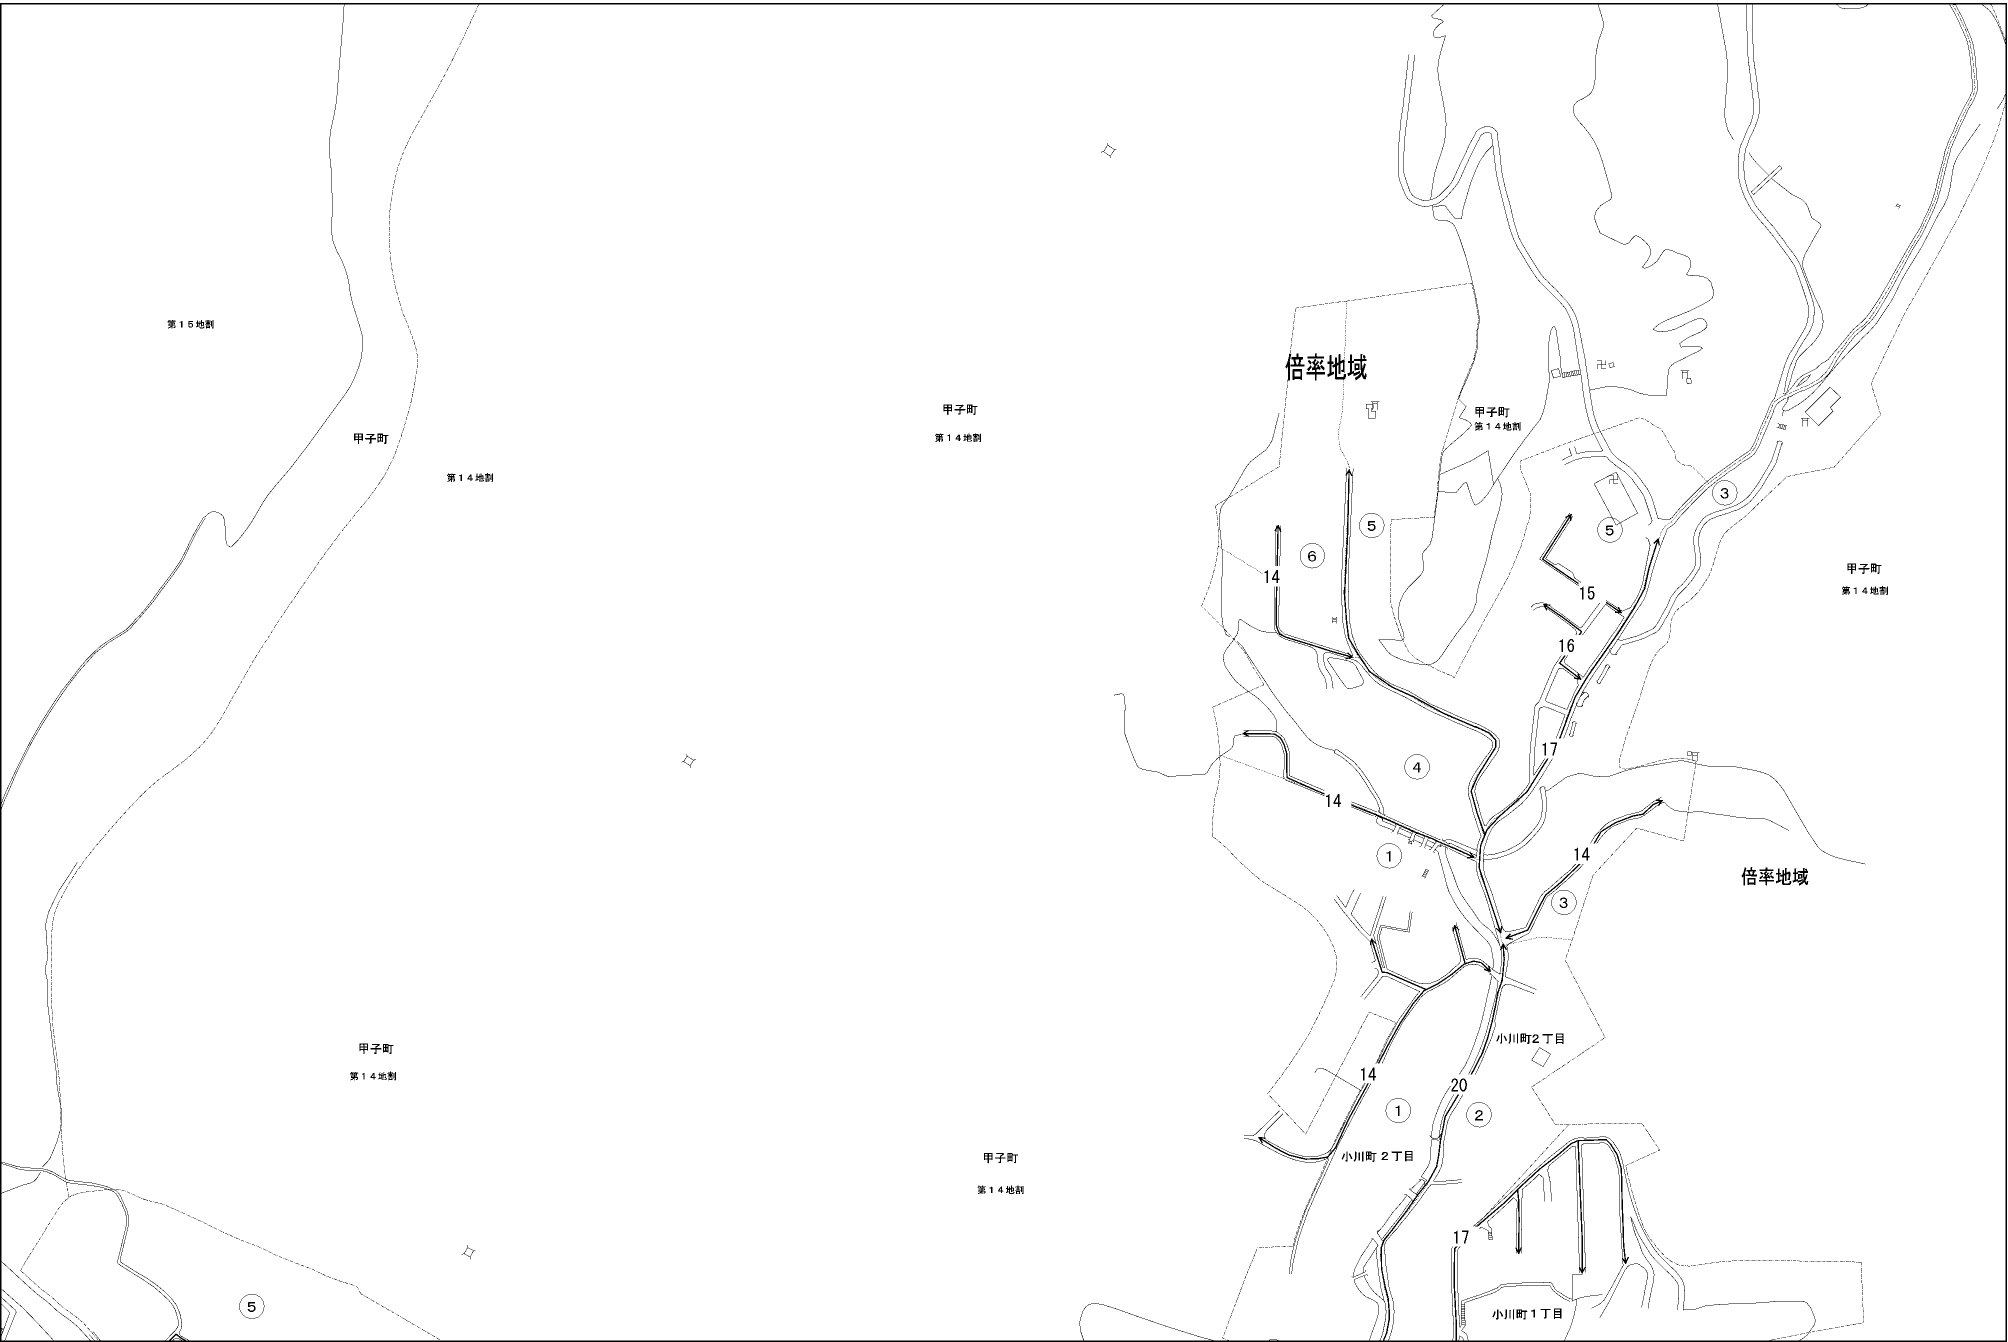 第15地割
倍率地域
甲子町
第14地割
甲子町
第14地割
甲子町
第14地割
③
⑤
⑤
⑥
甲子町
第14地割
14
15
16
17
④
14
①
14
倍率地域
③
小川町2丁目
甲子町
第14地割
14
20
①
②
小川町2丁目
甲子町
第14地割
17
⑤
小川町1丁目